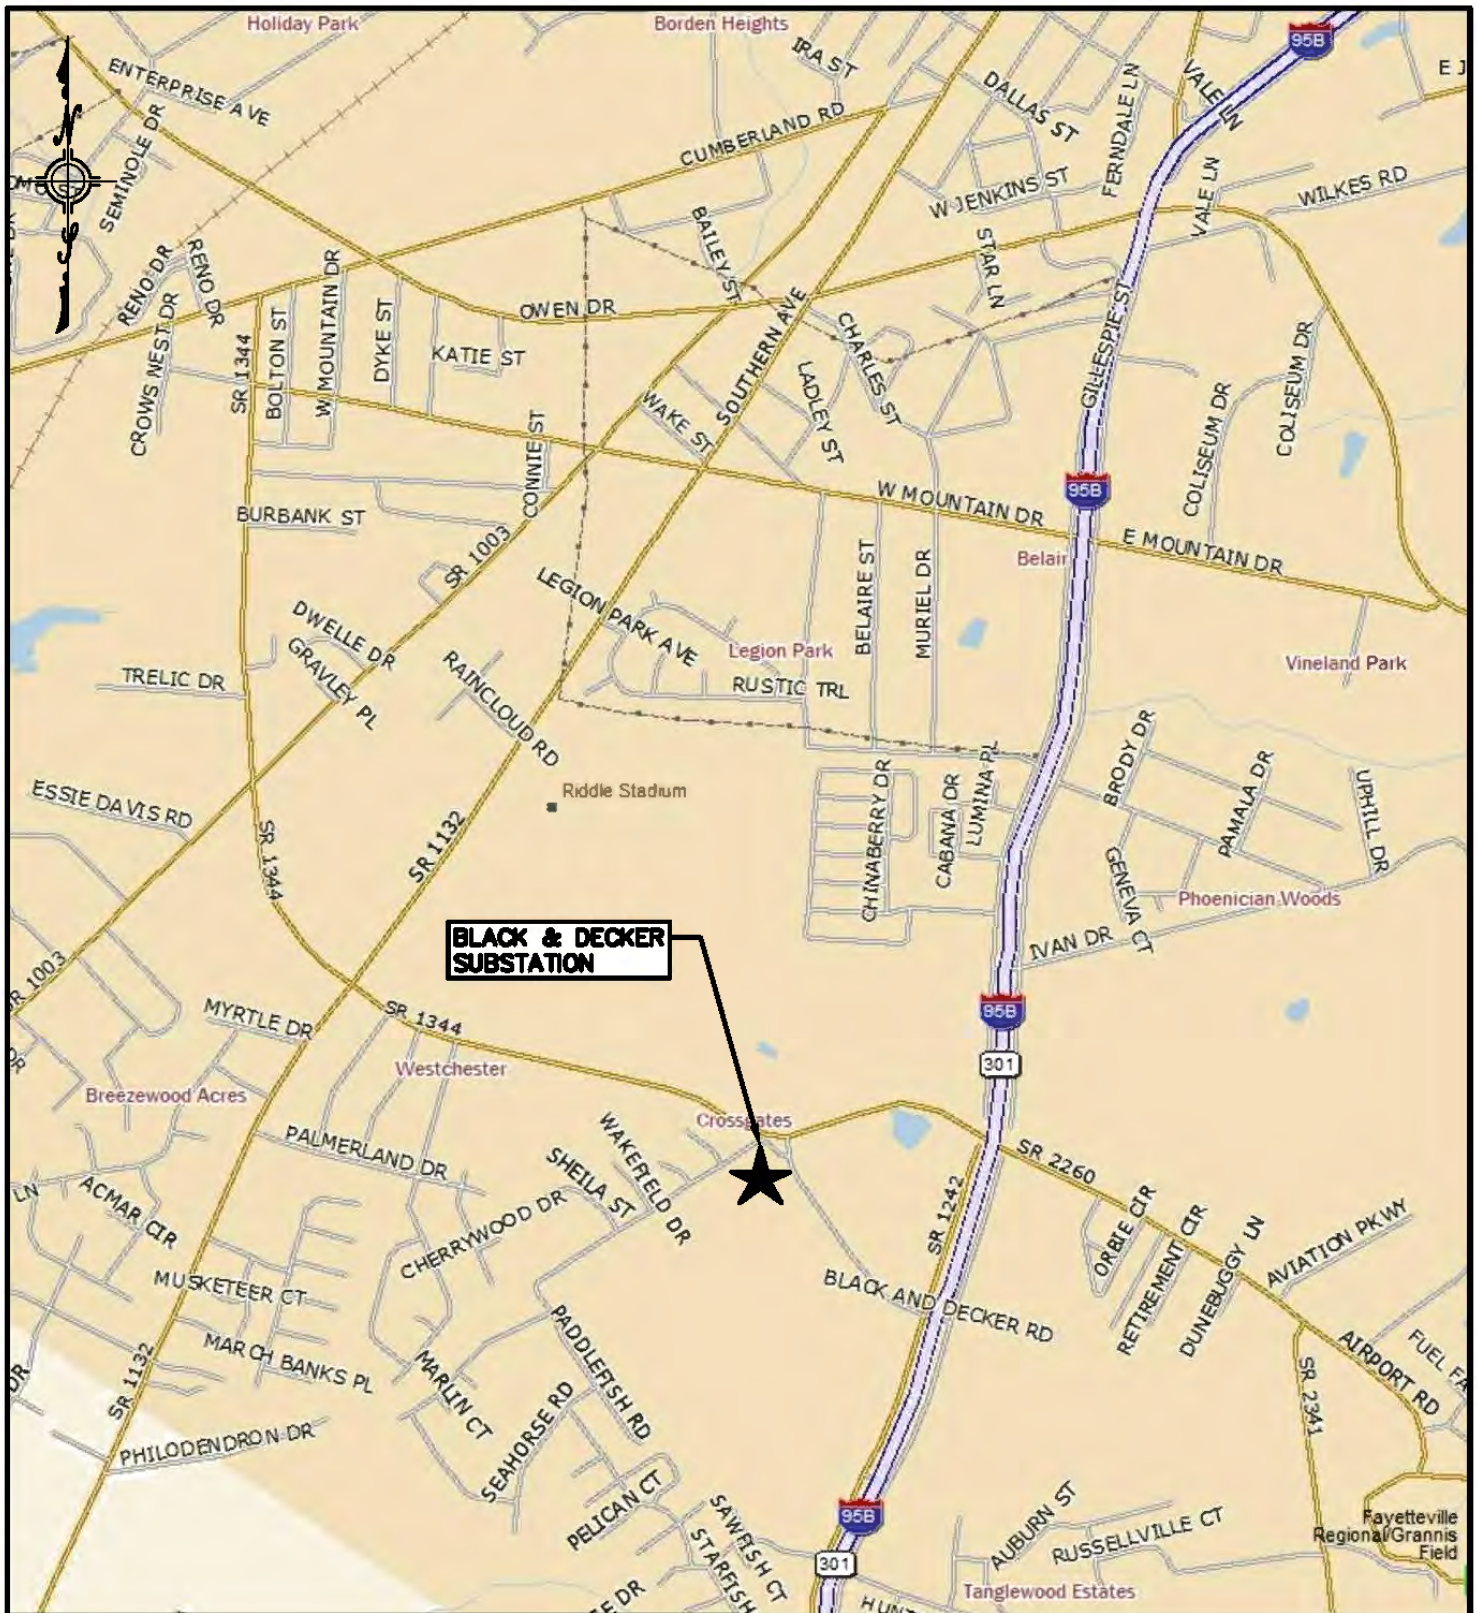 Holiday Park
Borden Heights
95B
IRA ST
ENTERPRISE AVE
DALLAS ST
FERNDALE LN
VALE LN
E J
CUMBERLAND RD
SEMINOLE DR
N
W JENKINS ST
VALE LN
WILKES RD
BAILEY ST
STAR LN
RENO DR
RENO DR
CROWS NEST DR
W MOUNTAIN DR
OWEN DR
SOUTHERN AVE
CHARLES ST
GILLESPIE ST
COLISEUM DR
COLISEUM DR
SR 1344
BOLTON ST
DYKE ST
KATIE ST
LADLEY ST
WAKE ST
CONNIE ST
95B
W MOUNTAIN DR
E MOUNTAIN DR
BURBANK ST
SR 1003
Belair
BELAIRE ST
MURIEL DR
LEGION PARK AVE
DWELLE DR
GRAVLEY PL
Legion Park
Vineland Park
TRELIC DR
RAINCLOUD RD
RUSTIC TRL
ESSIE DAVIS RD
Riddle Stadium
CHINABERRY DR
CABANA DR
LUMINA PL
BRODY DR
PAMALA DR
UPHILL DR
SR 1344
SR 1132
GENEVA CT
Phoenician Woods
BLACK & DECKER
SUBSTATION
IVAN DR
SR 1003
95B
MYRTLE DR
SR 1344
301
Westchester
Breezewood Acres
Crossgates
PALMERLAND DR
WAKEFIELD DR
SHEILA ST
SR 2260
LN
ACMAR CIR
CHERRYWOOD DR
SR 1242
ORBIE CIR
RETIREMENT CIR
DUNEBUGGY LN
AVIATION PKWY
MUSKETEER CT
BLACK AND DECKER RD
PADDLEFISH RD
MARCH BANKS PL
MARLIN CT
AIRPORT RD
FUEL FA
DR
SR 1132
SEAHORSE RD
SR 2341
PHILODENDRON DR
PELICAN CT
SAWFISH CT
STARFISH
95B
301
AUBURN ST
RUSSELLVILLE CT
Fayetteville
Regional/Grannis
Field
Tanglewood Estates
E DR
HUNT